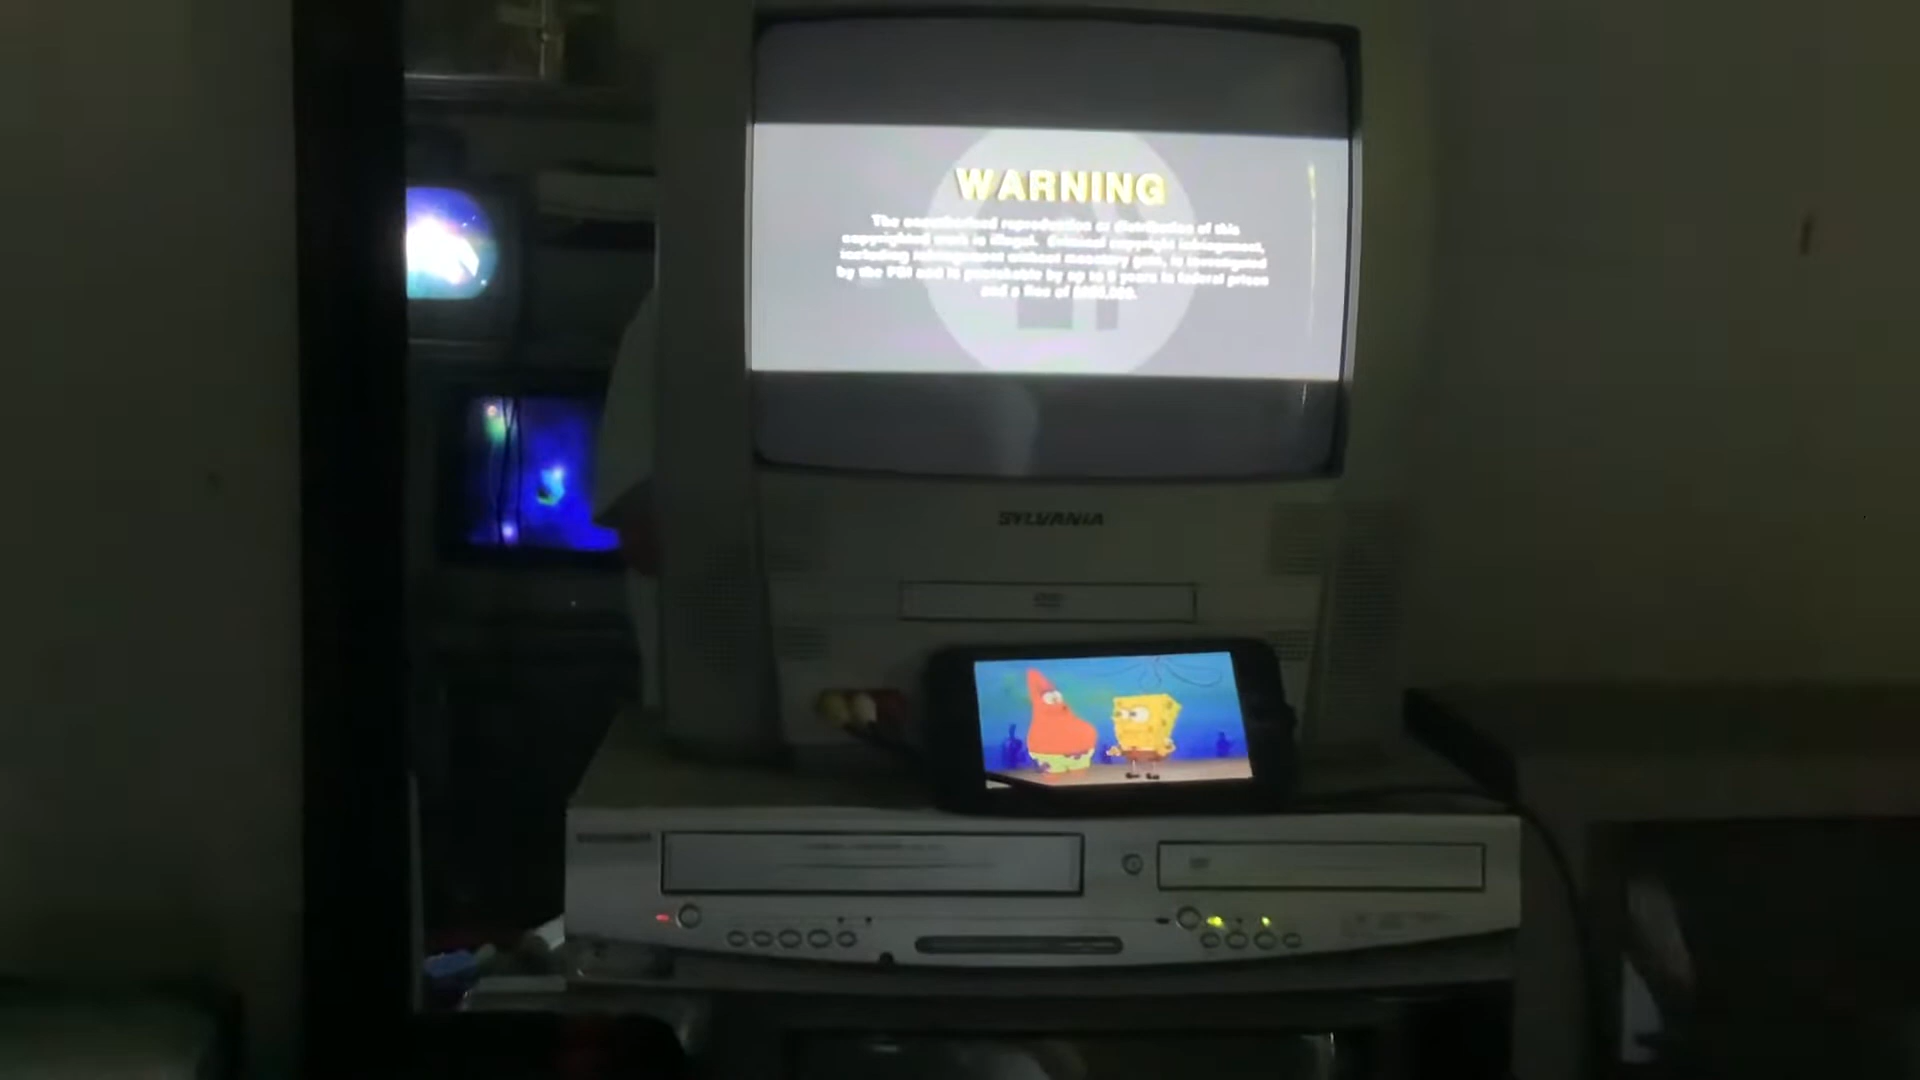 WARNING
The unauthorized reproduction or distribution of this
copyrighted work is illegal. Criminal copyright infringement,
including infringement without monetary gain, is investigated
by the FBI and is punishable by up to 5 years in federal prison
and a fine of $250,000.
SYLVANIA